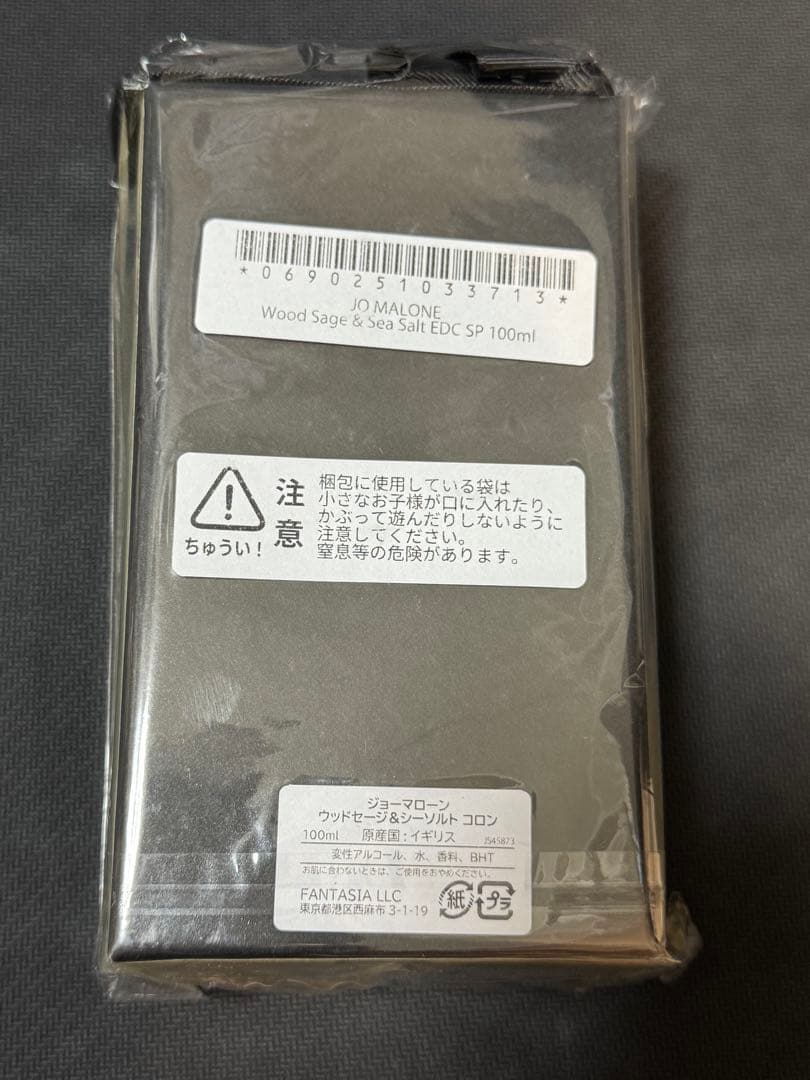 *0690251033713*
JO MALONE
Wood Sage & Sea Salt EDC SP 100ml
注意
ちゅうい！
梱包に使用している袋は
小さなお子様が口に入れたり、
かぶって遊んだりしないように
注意してください。
窒息等の危険があります。
ジョーマローン
ウッドセージ&シーソルト コロン
100ml 原産国：イギリス JS45873
変性アルコール、水、香料、BHT
お肌に合わないときは、ご使用をおやめください。
FANTASIA LLC
東京都港区西麻布 3-1-19
紙 プラ